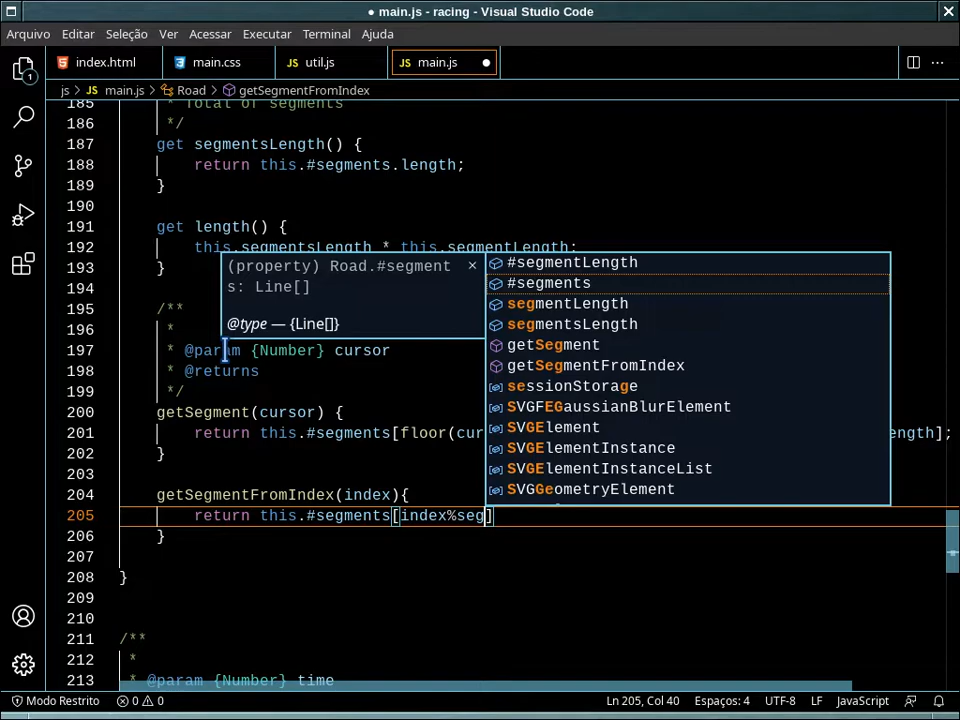 ● main.js - racing - Visual Studio Code
Arquivo Editar Seleção Ver Acessar Executar Terminal Ajuda
1
index.html
main.css
JS util.js
JS main.js ●
js > JS main.js > Road > getSegmentFromIndex
185 * Total of segments
186 */
187 get segmentsLength() {
188 return this.#segments.length;
189 }
190
191 get length() {
192 this.segmentsLength * this.segmentLength;
193 }
194
195 /**
196 *
197 * @param {Number} cursor
198 * @returns
199 */
200 getSegment(cursor) {
201 return this.#segments[floor(cur
ength];
202 }
203
204 getSegmentFromIndex(index){
205 return this.#segments[index%seg]
206 }
207
208 }
209
210
211 /**
212 *
213 * @param {Number} time
(property) Road.#segment
s: Line[]
@type — {Line[]}
#segmentLength
#segments
segmentLength
segmentsLength
getSegment
getSegmentFromIndex
sessionStorage
SVGFEGaussianBlurElement
SVGElement
SVGElementInstance
SVGElementInstanceList
SVGGeometryElement
Modo Restrito 0 0 Ln 205, Col 40 Espaços: 4 UTF-8 LF JavaScript